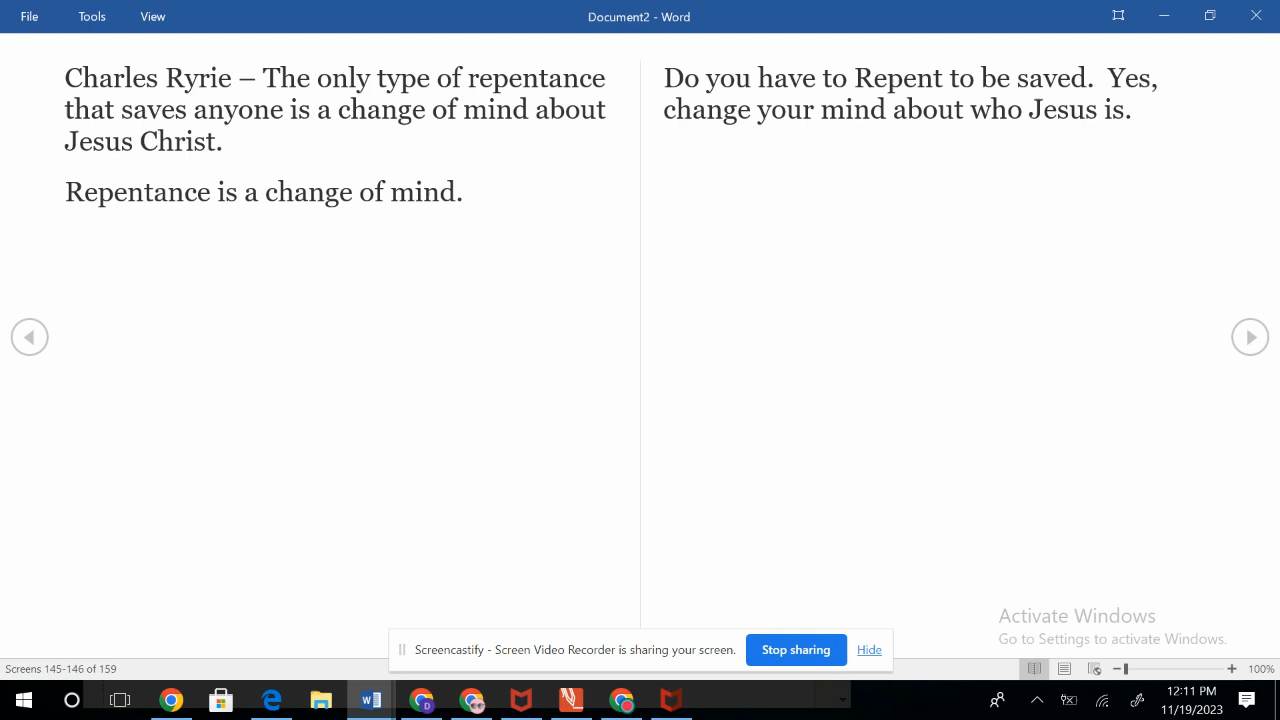 File
Tools
View
Document2 - Word
Charles Ryrie – The only type of repentance
that saves anyone is a change of mind about
Jesus Christ.
Repentance is a change of mind.
Do you have to Repent to be saved.  Yes,
change your mind about who Jesus is.
Activate Windows
Go to Settings to activate Windows.
Screencastify - Screen Video Recorder is sharing your screen.
Stop sharing
Hide
Screens 145-146 of 159
100%
D
12:11 PM
11/19/2023